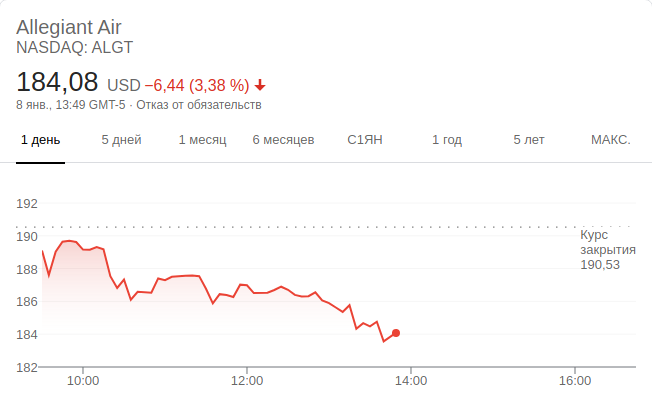 Allegiant Air
NASDAQ: ALGT
184,08 USD −6,44 (3,38 %)
8 янв., 13:49 GMT-5 · Отказ от обязательств
1 день 5 дней 1 месяц 6 месяцев С1ЯН 1 год 5 лет МАКС.
192
190
Курс
закрытия
190,53
188
186
184
182
10:00 12:00 14:00 16:00